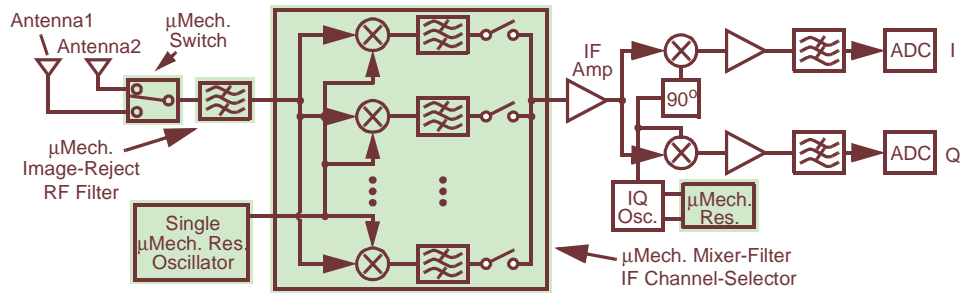 Antenna1
Antenna2
μMech.
Switch
μMech.
Image-Reject
RF Filter
Single
μMech. Res.
Oscillator
μMech. Mixer-Filter
IF Channel-Selector
IF
Amp
90o
IQ
Osc.
μMech.
Res.
ADC
I
ADC
Q